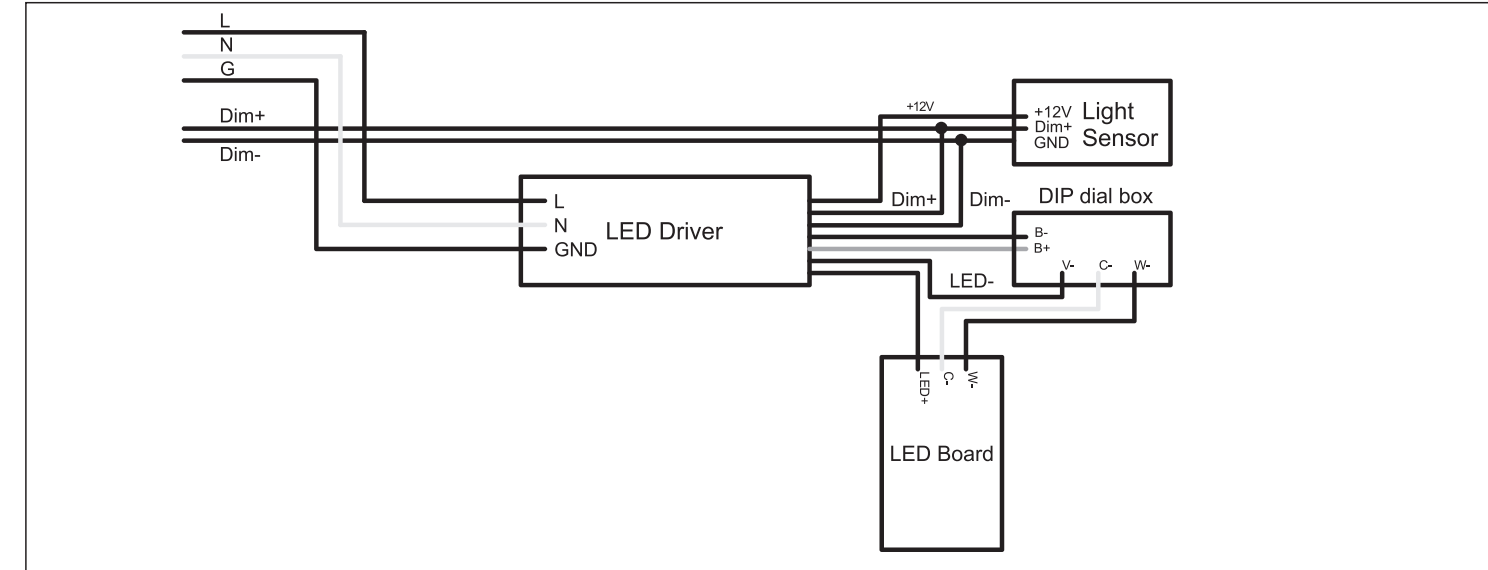 L
N
G
Dim+
Dim-
+12V
+12V
Dim+
GND
Light
Sensor
L
N
GND
LED Driver
Dim+
Dim-
DIP dial box
B-
B+
V-
C-
W-
LED-
LED+
C-
W-
LED Board